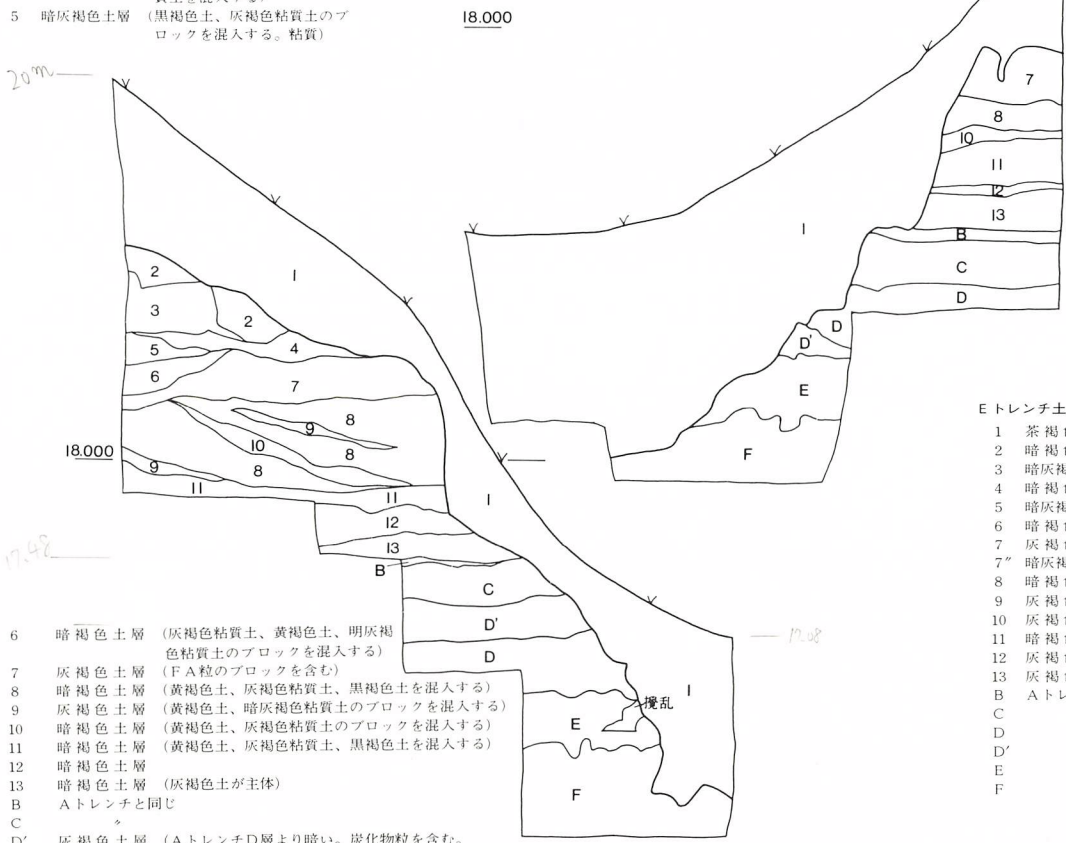 5 暗灰褐色土層 (黒褐色土、灰褐色粘質土のブ
ロックを混入する。粘質)
18.000
20m
7
8
10
11
12
13
B
C
D
1
D
D'
E
F
2
1
3
2
5
4
6
7
8
9
10
8
18.000
9
8
11
11
1
12
13
17.48
B
C
D'
D
17.08
1
攪乱
E
F
6 暗褐色土層 (灰褐色粘質土、黄褐色土、明灰褐
色粘質土のブロックを混入する)
7 灰褐色土層 (FA粒のブロックを含む)
8 暗褐色土層 (黄褐色土、灰褐色粘質土、黒褐色土を混入する)
9 灰褐色土層 (黄褐色土、暗灰褐色粘質土のブロックを混入する)
10 暗褐色土層 (黄褐色土、灰褐色粘質土のブロックを混入する)
11 暗褐色土層 (黄褐色土、灰褐色粘質土、黒褐色土を混入する)
12 暗褐色土層
13 暗褐色土層 (灰褐色土が主体)
B Aトレンチと同じ
C 〃
D' 灰褐色土層 (AトレンチD層より暗い。炭化物粒を含む。
Eトレンチ土
1 茶褐
2 暗褐
3 暗灰褐
4 暗褐
5 暗灰褐
6 暗褐
7 灰褐
7″ 暗灰褐
8 暗褐
9 灰褐
10 灰褐
11 暗褐
12 灰褐
13 灰褐
B Aトレ
C
D
D'
E
F